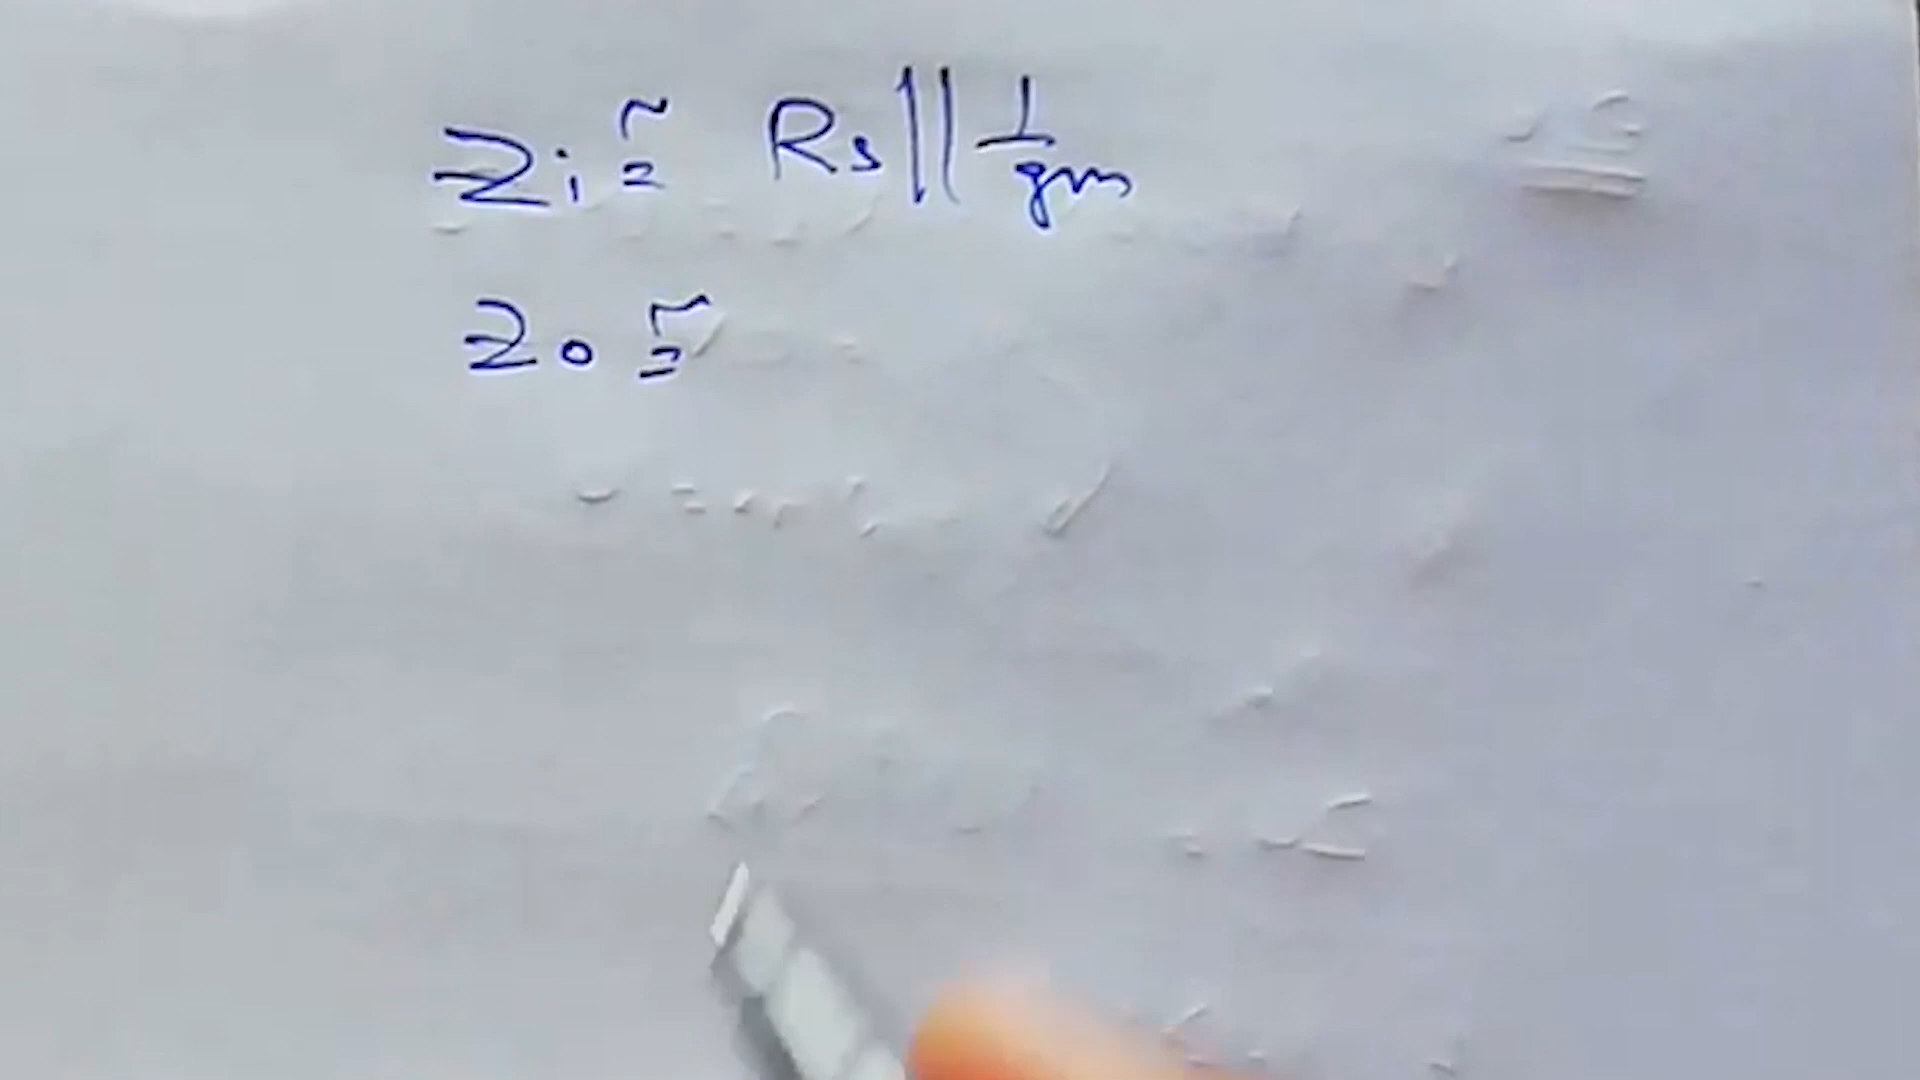 Zi ≅ Rs || 1/gm
Zo ≅